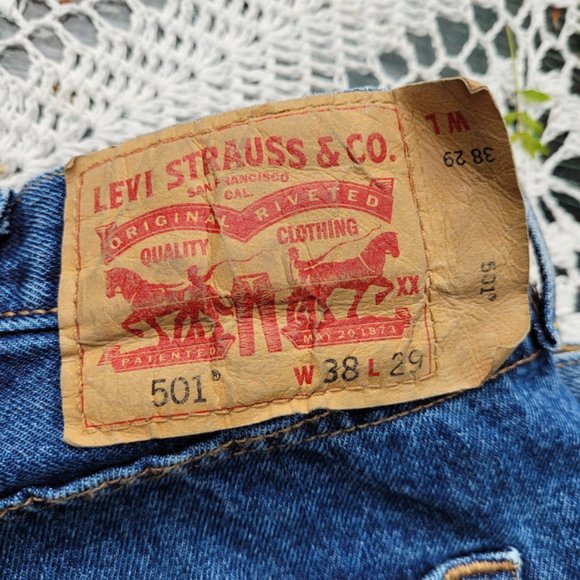 LEVI STRAUSS & CO.
SAN FRANCISCO
CAL.
ORIGINAL RIVETED
QUALITY CLOTHING
XX
PATENTED
MAY 20 1873
501®
W 38 L 29
W L
38 29
501®